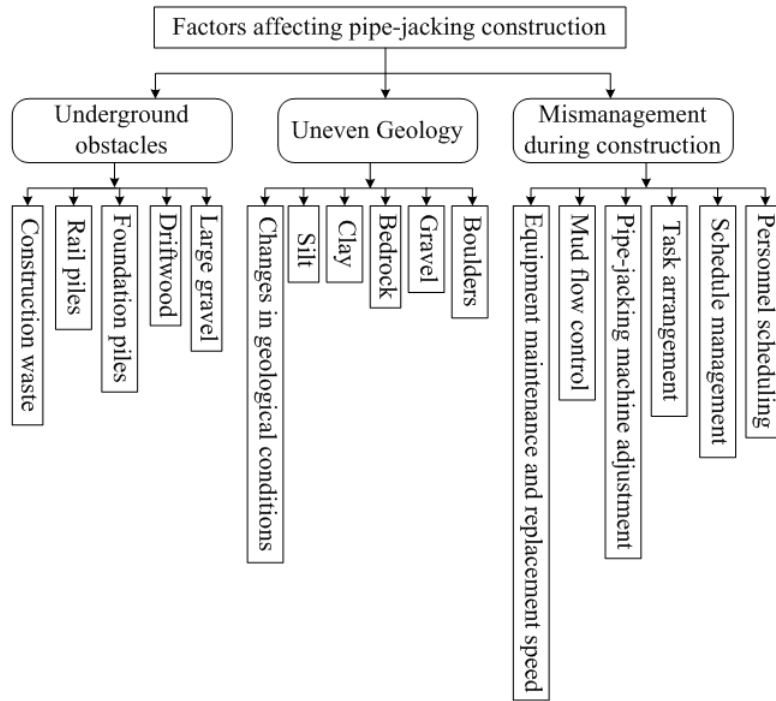 Factors affecting pipe-jacking construction
Underground
obstacles
Uneven Geology
Mismanagement
during construction
Construction waste
Rail piles
Foundation piles
Driftwood
Large gravel
Changes in geological conditions
Silt
Clay
Bedrock
Gravel
Boulders
Equipment maintenance and replacement speed
Mud flow control
Pipe-jacking machine adjustment
Task arrangement
Schedule management
Personnel scheduling